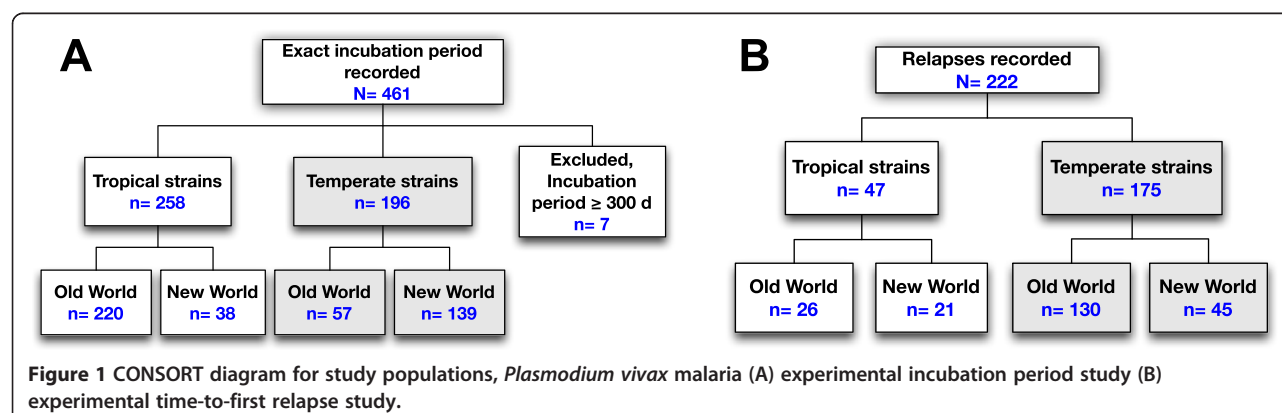 A
Exact incubation period
recorded
N= 461
Tropical strains
n= 258
Temperate strains
n= 196
Excluded,
Incubation
period ≥ 300 d
n= 7
Old World
n= 220
New World
n= 38
Old World
n= 57
New World
n= 139
B
Relapses recorded
N= 222
Tropical strains
n= 47
Temperate strains
n= 175
Old World
n= 26
New World
n= 21
Old World
n= 130
New World
n= 45
Figure 1 CONSORT diagram for study populations, Plasmodium vivax malaria (A) experimental incubation period study (B)
experimental time-to-first relapse study.